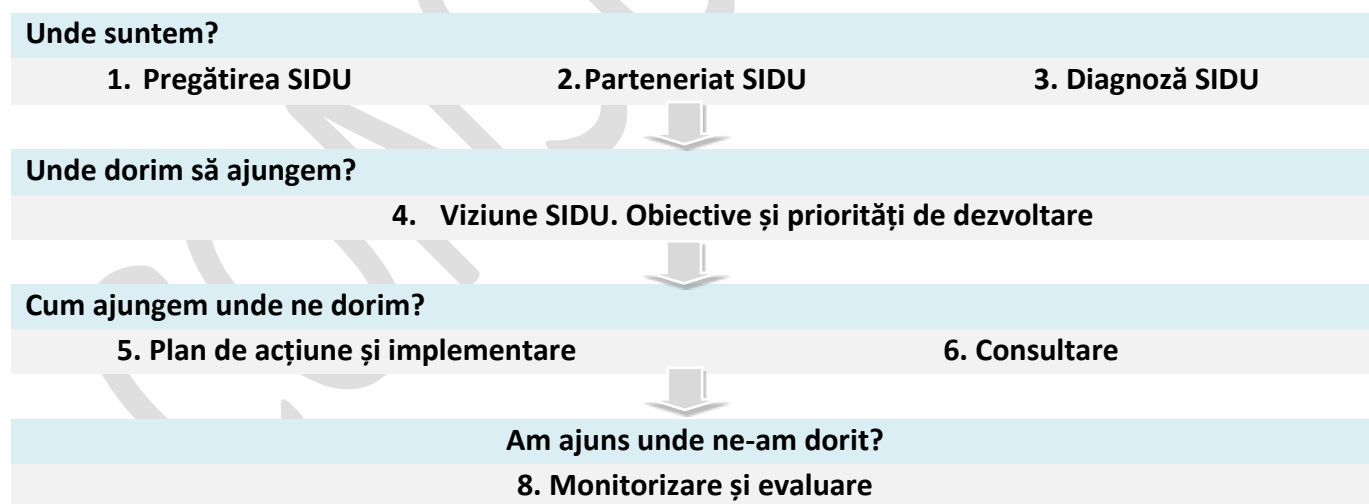 Unde suntem?
1. Pregătirea SIDU 2.Parteneriat SIDU 3. Diagnoză SIDU
Unde dorim să ajungem?
4. Viziune SIDU. Obiective și priorități de dezvoltare
Cum ajungem unde ne dorim?
5. Plan de acțiune și implementare 6. Consultare
Am ajuns unde ne-am dorit?
8. Monitorizare și evaluare